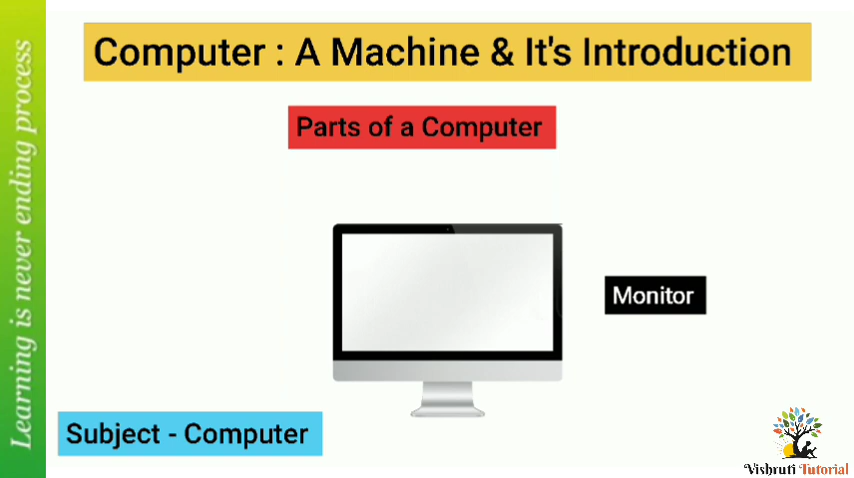 Computer : A Machine & It's Introduction
Parts of a Computer
Monitor
Subject - Computer
Learning is never ending process
Vishruti Tutorial